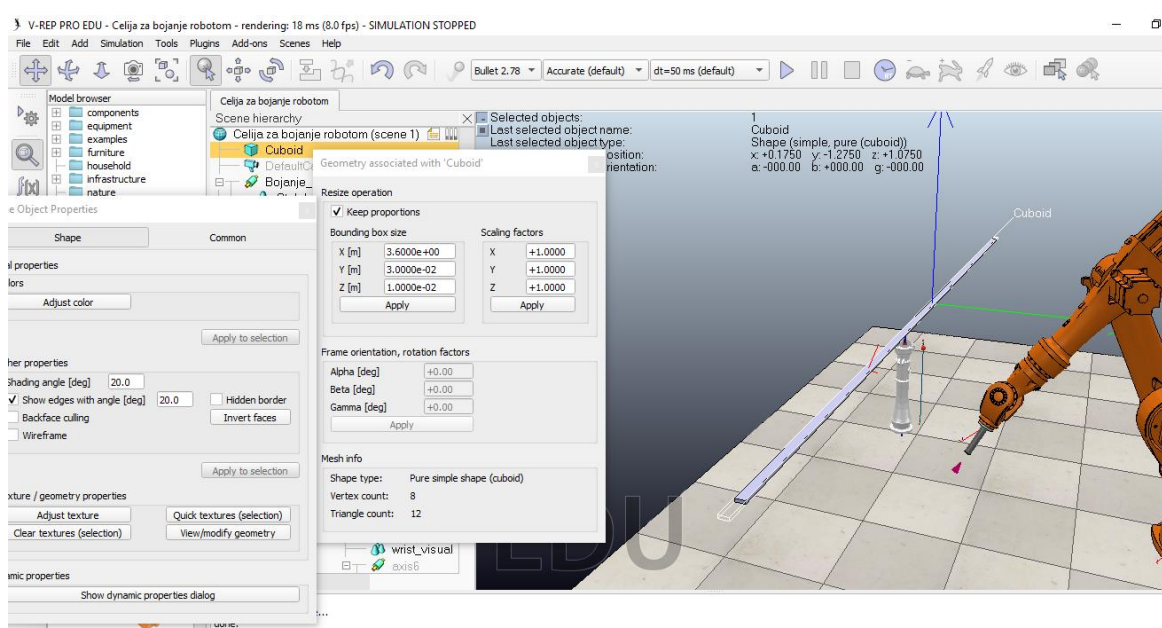 V-REP PRO EDU - Celija za bojanje robotom - rendering: 18 ms (8.0 fps) - SIMULATION STOPPED
File Edit Add Simulation Tools Plugins Add-ons Scenes Help
Bullet 2.78 Accurate (default) dt=50 ms (default)
f(x)
Model browser
components
equipment
examples
furniture
household
infrastructure
nature
Celija za bojanje robotom
Scene hierarchy
Celija za bojanje robotom (scene 1)
Cuboid
Bojanje_
Selected objects: 1
Last selected object name: Cuboid
Last selected object type: Shape (simple, pure (cuboid))
osition: x: +0.1750 y: -1.2750 z: +1.0750
rientation: a: -000.00 b: +000.00 g: -000.00
Cuboid
EDU
e Object Properties
Shape Common
al properties
lors
Adjust color
Apply to selection
her properties
Shading angle [deg] 20.0
Show edges with angle [deg] 20.0 Hidden border
Backface culling Invert faces
Wireframe
Apply to selection
xture / geometry properties
Adjust texture Quick textures (selection)
Clear textures (selection) View/modify geometry
amic properties
Show dynamic properties dialog
Geometry associated with 'Cuboid'
Resize operation
Keep proportions
Bounding box size Scaling factors
X [m] 3.6000e+00 X +1.0000
Y [m] 3.0000e-02 Y +1.0000
Z [m] 1.0000e-02 Z +1.0000
Apply Apply
Frame orientation, rotation factors
Alpha [deg] +0.00
Beta [deg] +0.00
Gamma [deg] +0.00
Apply
Mesh info
Shape type: Pure simple shape (cuboid)
Vertex count: 8
Triangle count: 12
wrist_visual
axis6
done.